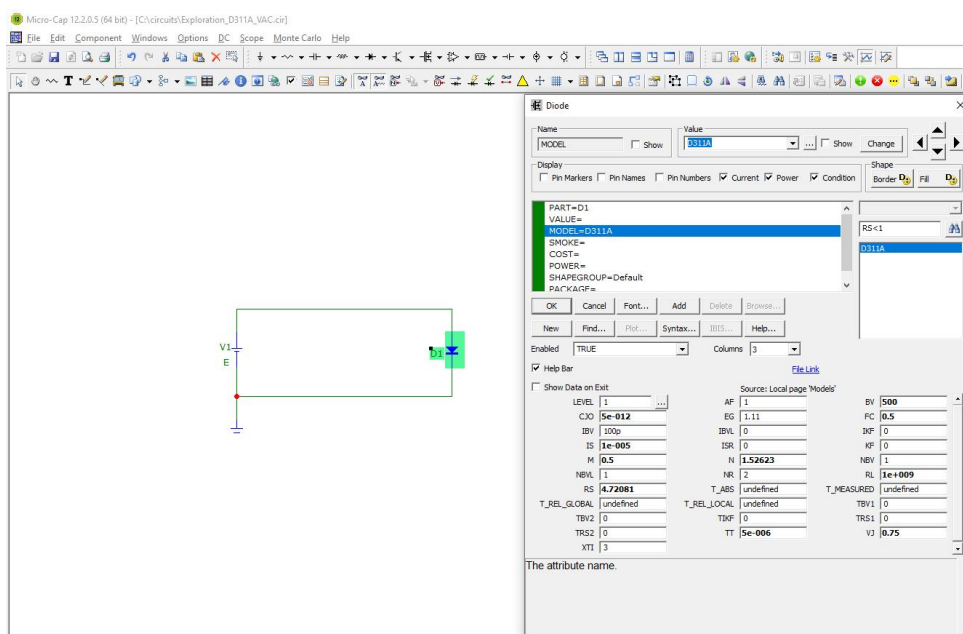 Micro-Cap 12.2.0.5 (64 bit) - [C:\circuits\Exploration_D311A_VAC.cir]
File Edit Component Windows Options DC Scope Monte Carlo Help
Diode
Name
MODEL
Show
Value
D311A
...
Show
Change
Display
Pin Markers Pin Names Pin Numbers Current Power Condition
Shape
Border Fill
PART=D1
VALUE=
MODEL=D311A
SMOKE=
COST=
POWER=
SHAPEGROUP=Default
PACKAGE=
RS<1
D311A
OK Cancel Font... Add Delete Browse...
New Find... Plot... Syntax... IBIS... Help...
Enabled TRUE Columns 3
Help Bar File Link
Show Data on Exit Source: Local page 'Models'
LEVEL 1 ... AF 1 BV 500
CJO 5e-012 EG 1.11 FC 0.5
IBV 100p IBVL 0 IKF 0
IS 1e-005 ISR 0 KF 0
M 0.5 N 1.52623 NBV 1
NBVL 1 NR 2 RL 1e+009
RS 4.72081 T_ABS undefined T_MEASURED undefined
T_REL_GLOBAL undefined T_REL_LOCAL undefined TBV1 0
TBV2 0 TIKF 0 TRS1 0
TRS2 0 TT 5e-006 VJ 0.75
XTI 3
The attribute name.
V1
E
D1